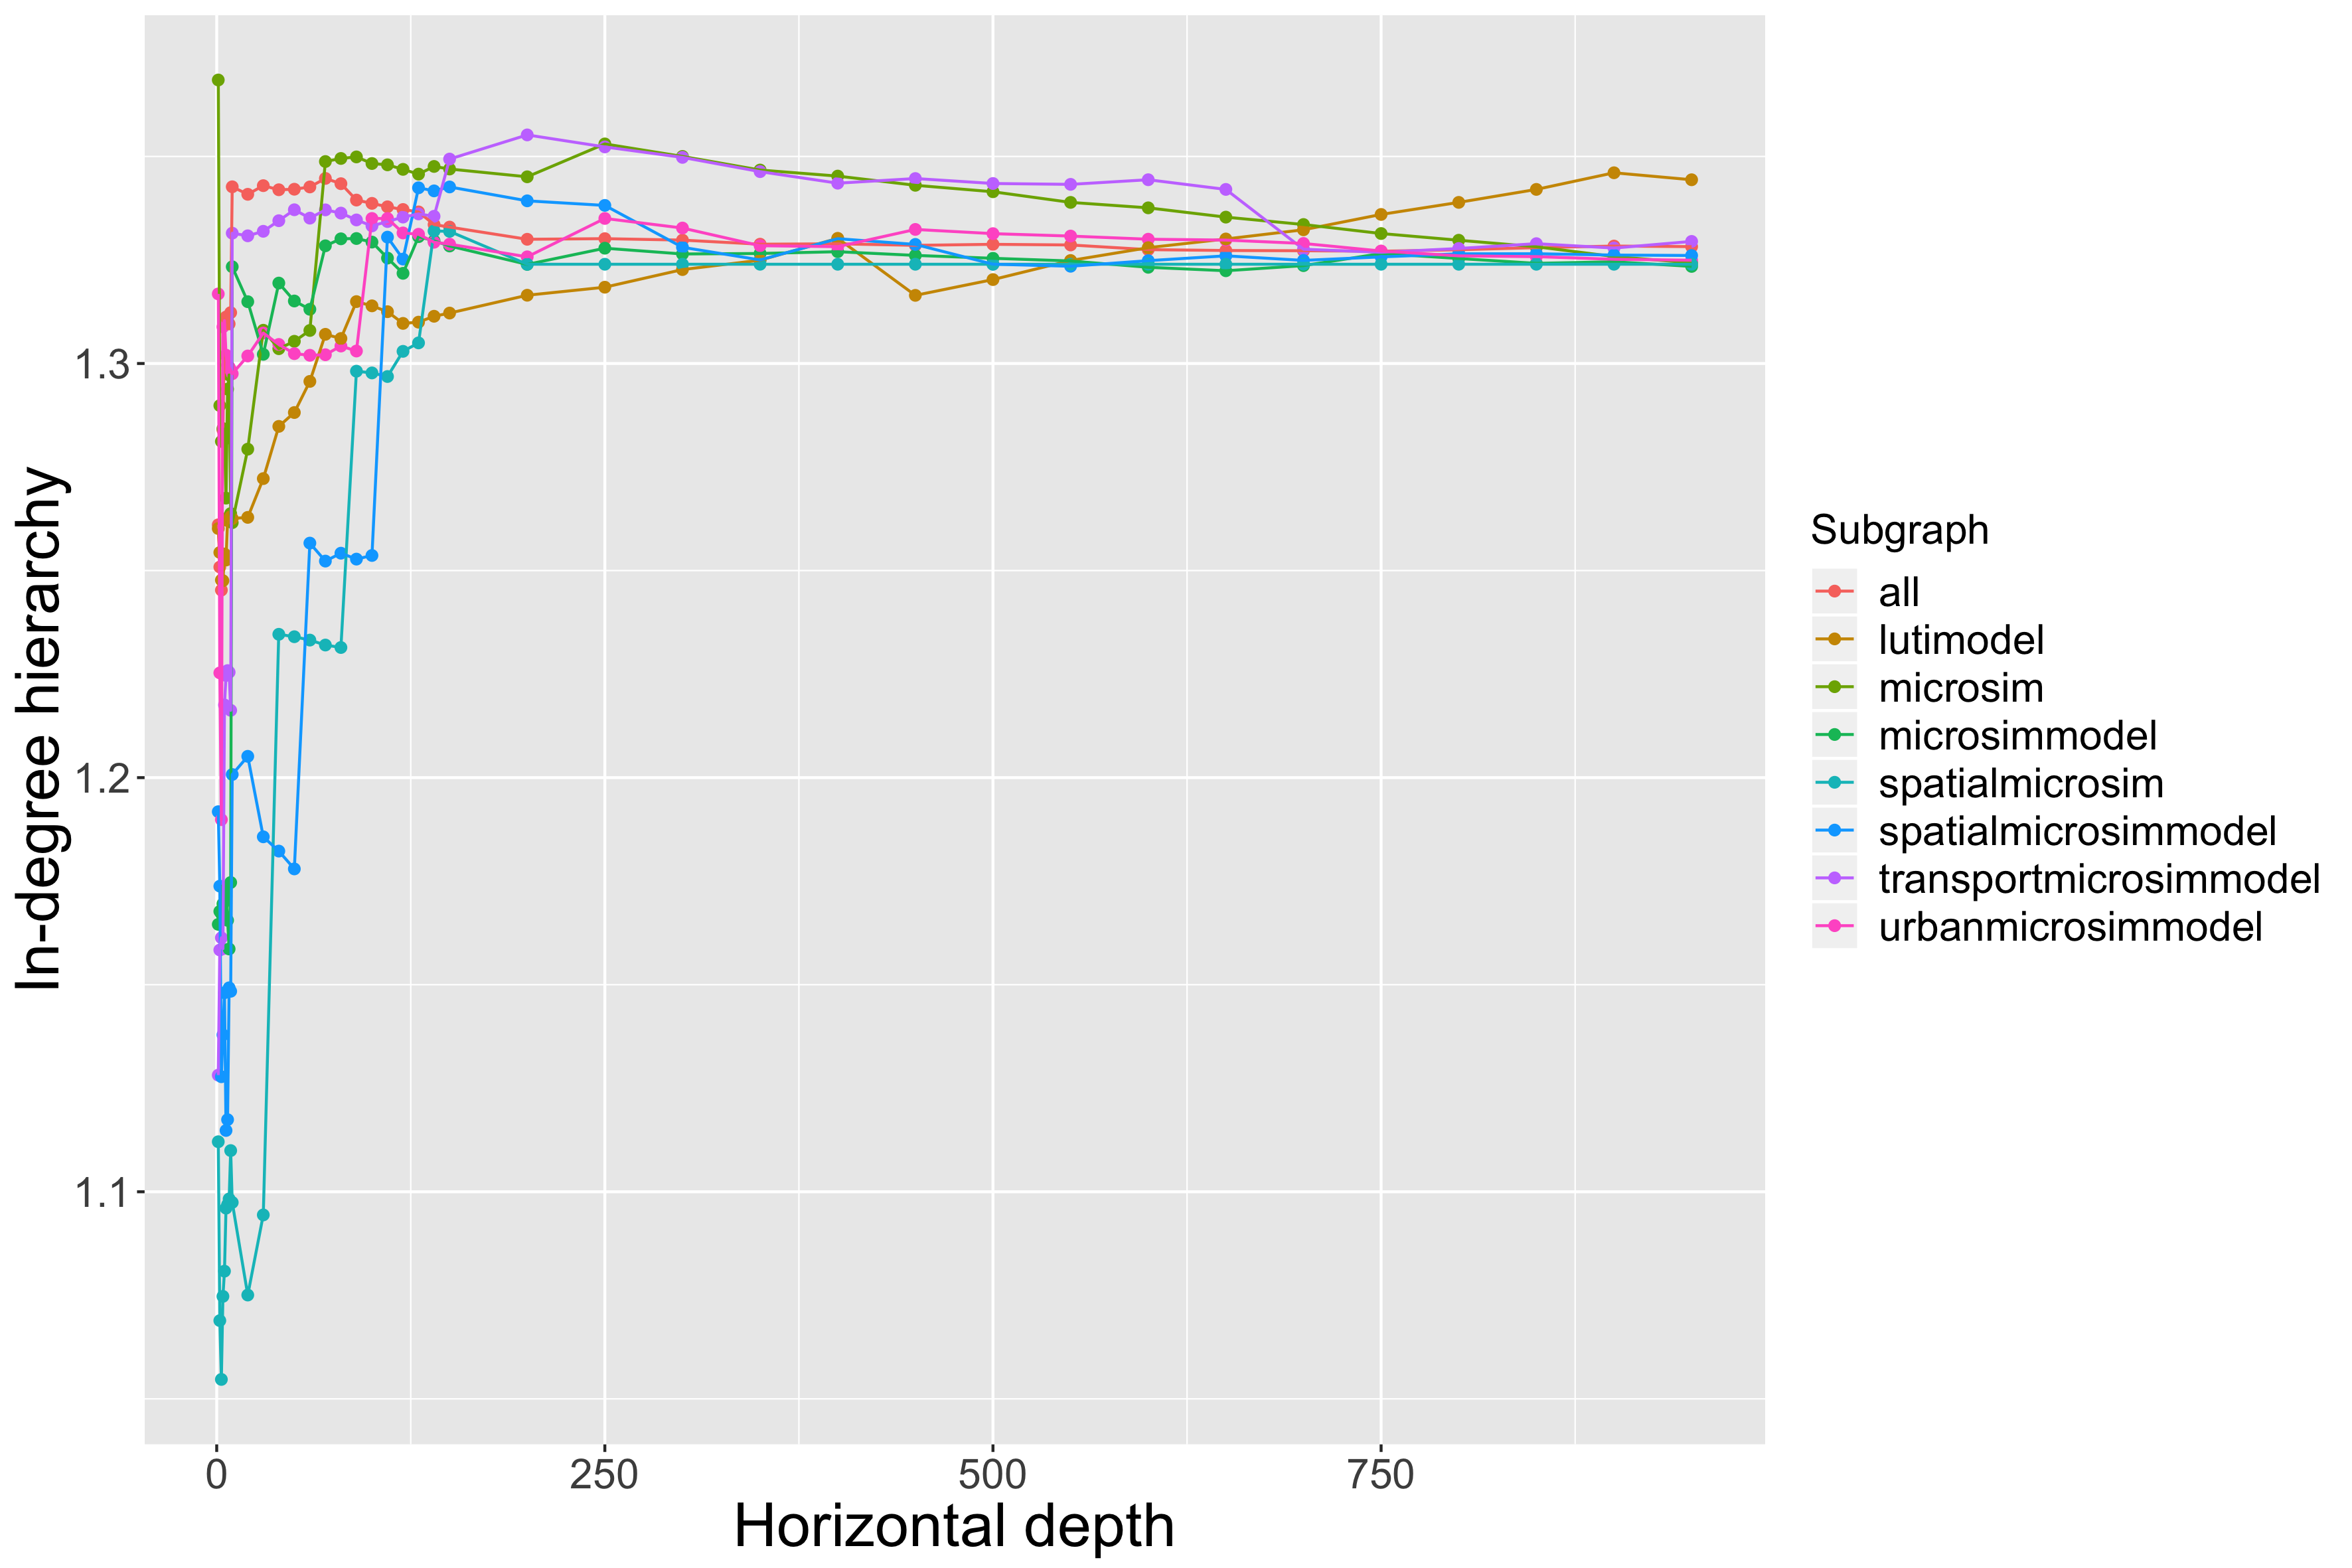 In-degree hierarchy
1.3
1.2
1.1
0
250
500
750
Horizontal depth
Subgraph
all
lutimodel
microsim
microsimmodel
spatialmicrosim
spatialmicrosimmodel
transportmicrosimmodel
urbanmicrosimmodel